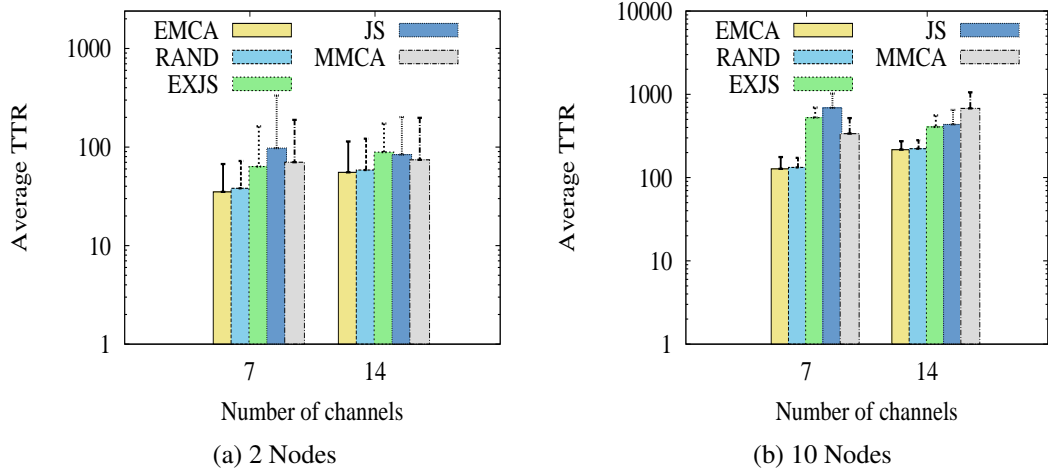 EMCA JS
RAND MMCA
EXJS
1000
100
10
1
Average TTR
7 14
Number of channels
(a) 2 Nodes
EMCA JS
RAND MMCA
EXJS
10000
1000
100
10
1
Average TTR
7 14
Number of channels
(b) 10 Nodes